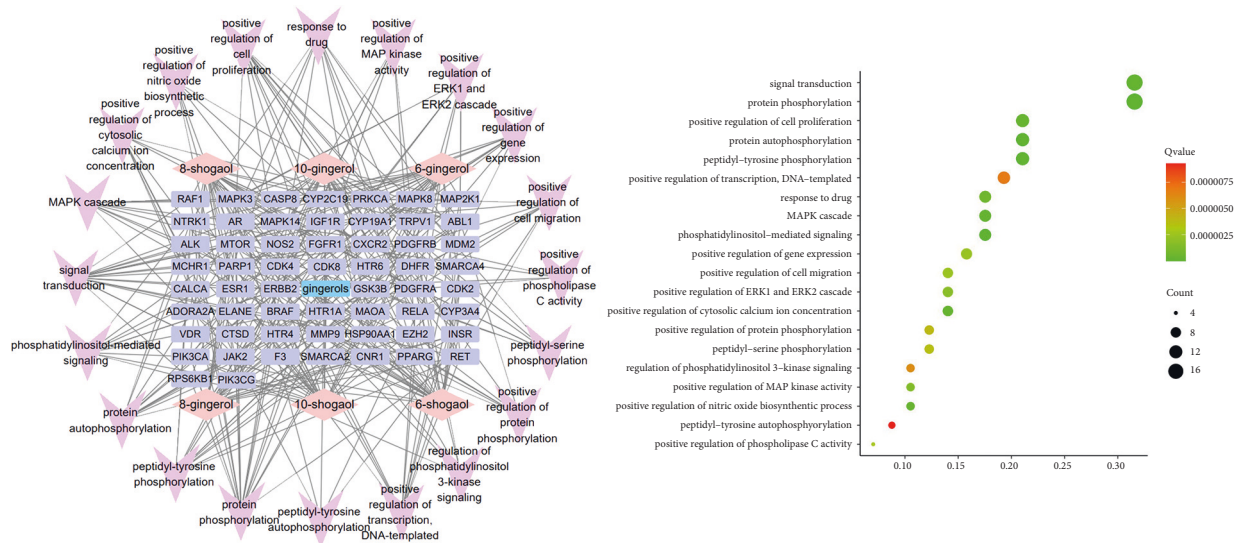 positive
regulation of
cell
proliferation
response to
drug
positive
regulation of
MAP kinase
activity
positive
regulation of
nitric oxide
biosynthetic
process
positive
regulation of
ERK1 and
ERK2 cascade
positive
regulation of
cytosolic
calcium ion
concentration
positive
regulation of
gene
expression
8-shogaol
10-gingerol
6-gingerol
MAPK cascade
positive
regulation of
cell migration
RAF1 MAPK3 CASP8 CYP2C19 PRKCA MAPK8 MAP2K1
NTRK1 AR MAPK14 IGF1R CYP19A1 TRPV1 ABL1
ALK MTOR NOS2 FGFR1 CXCR2 PDGFRB MDM2
MCHR1 PARP1 CDK4 CDK8 HTR6 DHFR SMARCA4
CALCA ESR1 ERBB2 gingerols GSK3B PDGFRA CDK2
ADORA2A ELANE BRAF HTR1A MAOA RELA CYP3A4
VDR CTSD HTR4 MMP9 HSP90AA1 EZH2 INSR
PIK3CA JAK2 F3 SMARCA2 CNR1 PPARG RET
RPS6KB1 PIK3CG
signal
transduction
positive
regulation of
phospholipase
C activity
phosphatidylinositol-mediated
signaling
peptidyl-serine
phosphorylation
8-gingerol
10-shogaol
6-shogaol
protein
autophosphorylation
positive
regulation of
protein
phosphorylation
peptidyl-tyrosine
phosphorylation
regulation of
phosphatidylinositol
3-kinase
signaling
protein
phosphorylation
peptidyl-tyrosine
autophosphorylation
positive
regulation of
transcription,
DNA-templated
signal transduction
protein phosphorylation
positive regulation of cell proliferation
protein autophosphorylation
peptidyl-tyrosine phosphorylation
positive regulation of transcription, DNA-templated
response to drug
MAPK cascade
phosphatidylinositol-mediated signaling
positive regulation of gene expression
positive regulation of cell migration
positive regulation of ERK1 and ERK2 cascade
positive regulation of cytosolic calcium ion concentration
positive regulation of protein phosphorylation
peptidyl-serine phosphorylation
regulation of phosphatidylinositol 3-kinase signaling
positive regulation of MAP kinase activity
positive regulation of nitric oxide biosynthentic process
peptidyl-tyrosine autophosphyorylation
positive regulation of phospholipase C activity
0.10 0.15 0.20 0.25 0.30
Qvalue
0.0000075
0.0000050
0.0000025
Count
4
8
12
16